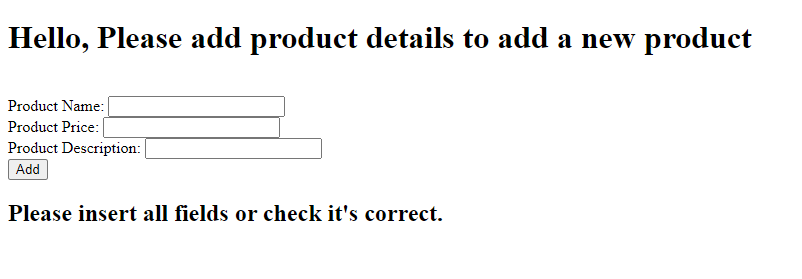 Hello, Please add product details to add a new product
Product Name:
Product Price:
Product Description:
Add
Please insert all fields or check it's correct.